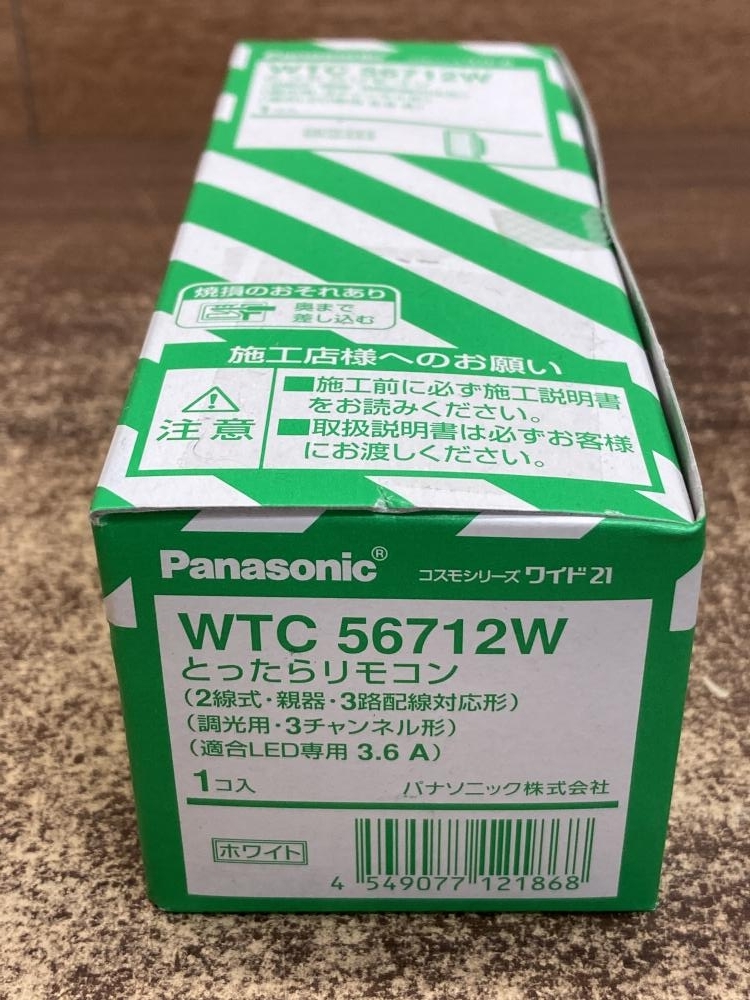 Panasonic
WTC 56712W
焼損のおそれあり
奥まで
差し込む
施工店様へのお願い
注意
■施工前に必ず施工説明書
をお読みください。
■取扱説明書は必ずお客様
にお渡しください。
Panasonic® コスモシリーズ ワイド21
WTC 56712W
とったらリモコン
(2線式・親器・3路配線対応形)
(調光用・3チャンネル形)
(適合LED専用 3.6 A)
1コ入 パナソニック株式会社
ホワイト
4 549077 121868